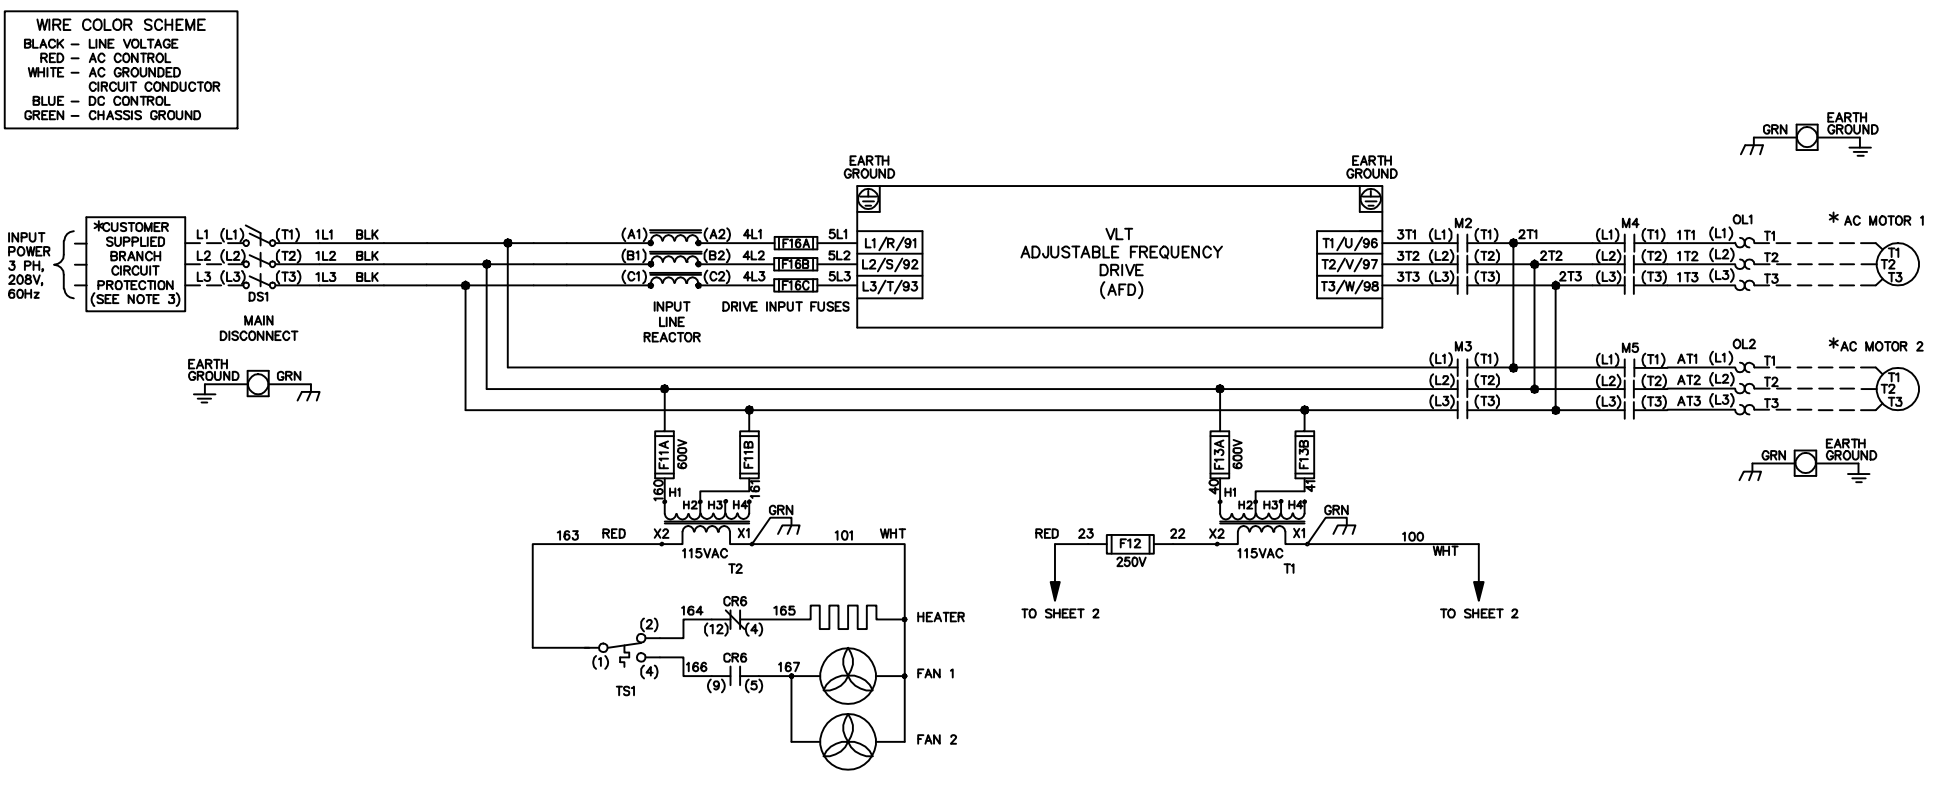 WIRE COLOR SCHEME
BLACK – LINE VOLTAGE
RED – AC CONTROL
WHITE – AC GROUNDED
CIRCUIT CONDUCTOR
BLUE – DC CONTROL
GREEN – CHASSIS GROUND
GRN EARTH GROUND
EARTH GROUND
EARTH GROUND
INPUT
POWER
3 PH,
208V,
60Hz
*CUSTOMER
SUPPLIED
BRANCH
CIRCUIT
PROTECTION
(SEE NOTE 3)
L1 (L1) (T1) 1L1 BLK (A1) (A2) 4L1 F16A 5L1 L1/R/91
L2 (L2) (T2) 1L2 BLK (B1) (B2) 4L2 F16B 5L2 L2/S/92
L3 (L3) (T3) 1L3 BLK (C1) (C2) 4L3 F16C 5L3 L3/T/93
DS1
MAIN
DISCONNECT
INPUT
LINE
REACTOR
DRIVE INPUT FUSES
VLT
ADJUSTABLE FREQUENCY
DRIVE
(AFD)
M2 M4 OL1 * AC MOTOR 1
T1/U/96 3T1 (L1) (T1) 2T1 (L1) (T1) 1T1 (L1) T1 T1
T2/V/97 3T2 (L2) (T2) 2T2 (L2) (T2) 1T2 (L2) T2 T2
T3/W/98 3T3 (L3) (T3) 2T3 (L3) (T3) 1T3 (L3) T3 T3
M3 M5 OL2 *AC MOTOR 2
(L1) (T1) (L1) (T1) AT1 (L1) T1 T1
(L2) (T2) (L2) (T2) AT2 (L2) T2 T2
(L3) (T3) (L3) (T3) AT3 (L3) T3 T3
EARTH
GROUND GRN
GRN EARTH
GROUND
F11A 600V F11B
160 161
H1 H2 H3 H4
GRN
163 RED X2 X1 101 WHT
115VAC
T2
F13A 600V F13B
40 41
H1 H2 H3 H4
GRN
RED 23 F12 22 X2 X1 100 WHT
250V 115VAC
T1
TO SHEET 2
TO SHEET 2
CR6
164 165 HEATER
(2) (12) (4)
(1) (4)
TS1
CR6
166 167 FAN 1
(9) (5)
FAN 2